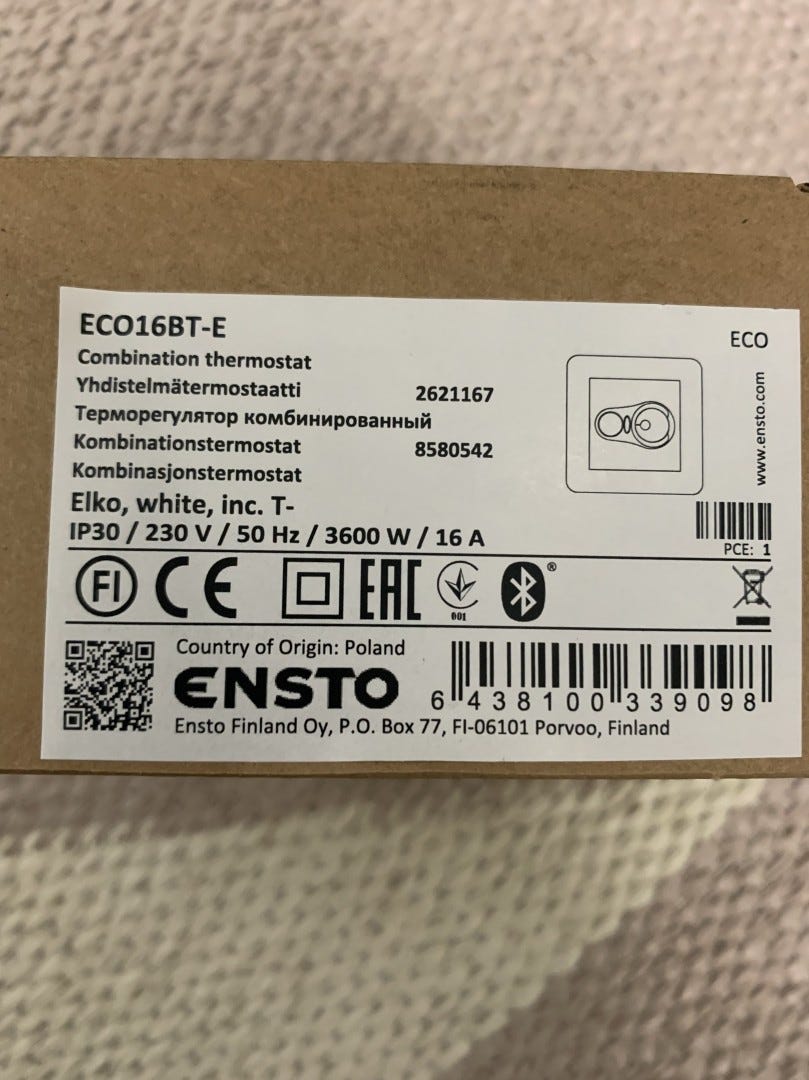 ECO16BT-E
ECO
Combination thermostat
Yhdistelmätermostaatti 2621167
Терморегулятор комбинированный
Kombinationstermostat 8580542
Kombinasjonstermostat
www.ensto.com
Elko, white, inc. T-
IP30 / 230 V / 50 Hz / 3600 W / 16 A
PCE: 1
FI CE EAC 001 ®
Country of Origin: Poland
ENSTO
6 438100 339098
Ensto Finland Oy, P.O. Box 77, FI-06101 Porvoo, Finland